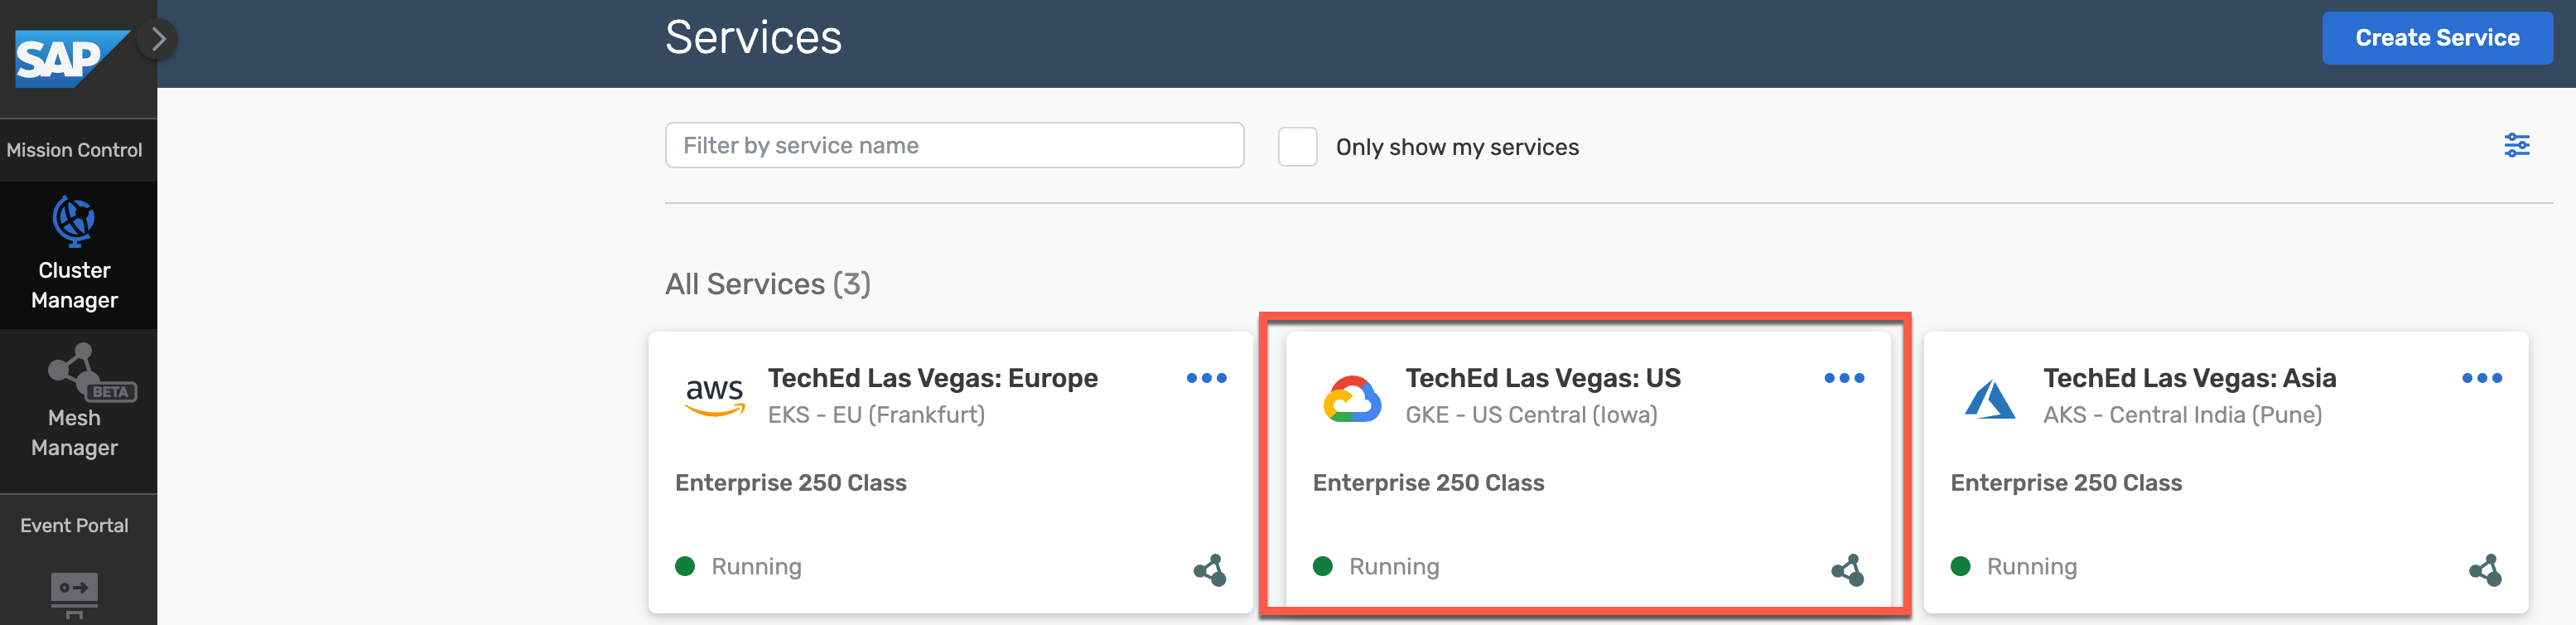 SAP
Services
Create Service
Mission Control
Filter by service name
Only show my services
Cluster
Manager
All Services (3)
BETA
Mesh
Manager
aws
TechEd Las Vegas: Europe
EKS - EU (Frankfurt)
Enterprise 250 Class
Running
TechEd Las Vegas: US
GKE - US Central (Iowa)
Enterprise 250 Class
Running
TechEd Las Vegas: Asia
AKS - Central India (Pune)
Enterprise 250 Class
Running
Event Portal